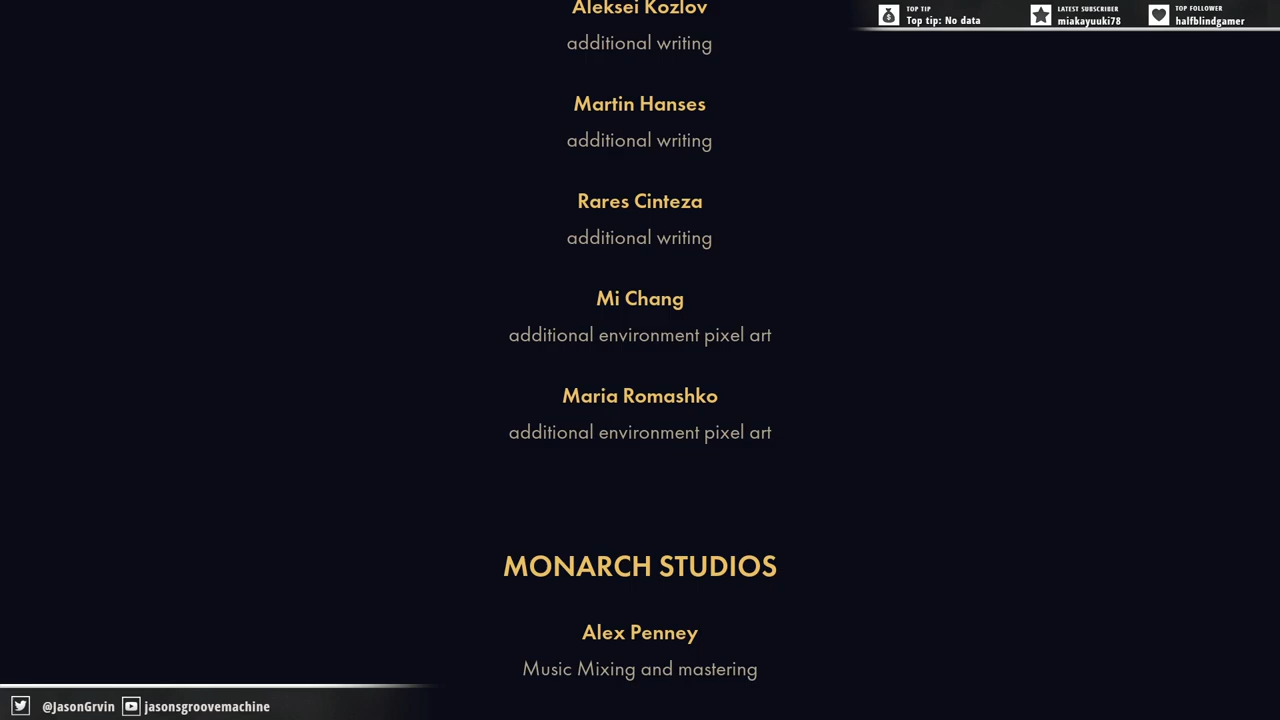 Aleksei Kozlov
additional writing
TOP TIP
Top tip: No data
LATEST SUBSCRIBER
miakayuuki78
TOP FOLLOWER
halfblindgamer
Martin Hanses
additional writing
Rares Cinteza
additional writing
Mi Chang
additional environment pixel art
Maria Romashko
additional environment pixel art
MONARCH STUDIOS
Alex Penney
Music Mixing and mastering
@JasonGrvin
jasonsgroovemachine